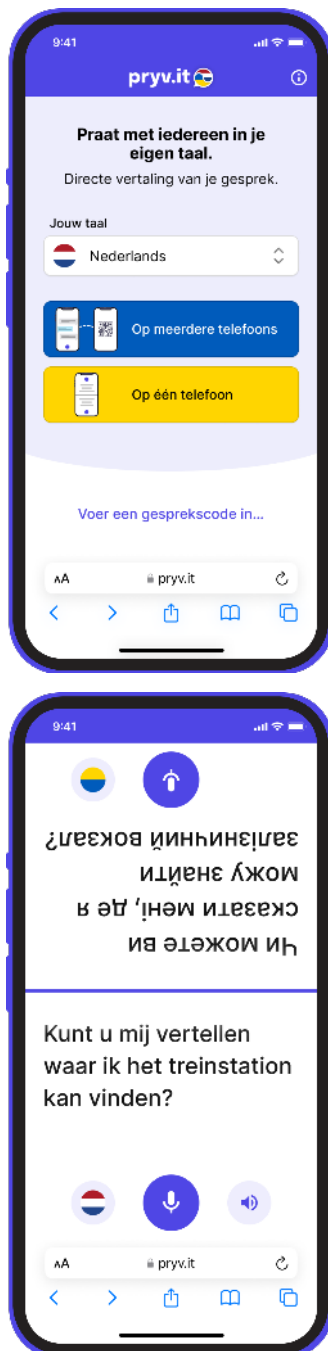 9:41
pryv.it
Praat met iedereen in je
eigen taal.
Directe vertaling van je gesprek.
Jouw taal
Nederlands
Op meerdere telefoons
Op één telefoon
Voer een gesprekscode in...
AA
pryv.it
9:41
Чи можете ви
сказати мені, де я
можу знайти
залізничний вокзал?
Kunt u mij vertellen
waar ik het treinstation
kan vinden?
AA
pryv.it